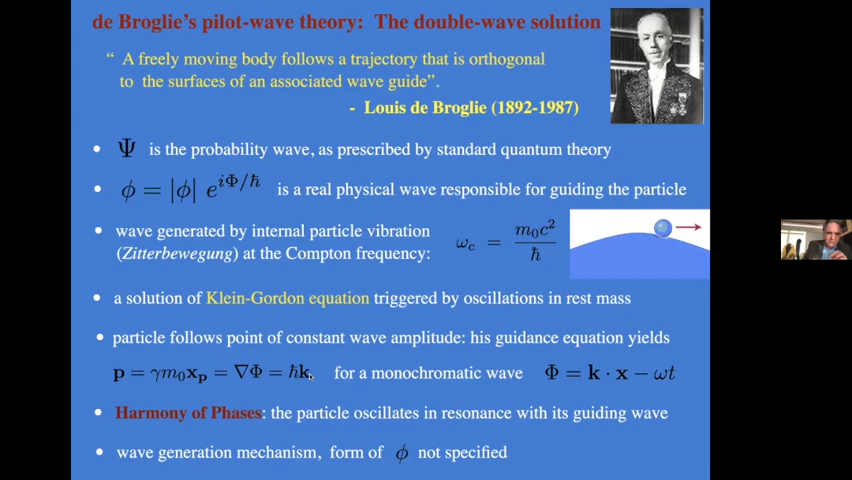 de Broglie’s pilot-wave theory: The double-wave solution
“ A freely moving body follows a trajectory that is orthogonal
to the surfaces of an associated wave guide”.
- Louis de Broglie (1892-1987)
• Ψ is the probability wave, as prescribed by standard quantum theory
• ϕ = |ϕ| e^{iΦ/ℏ} is a real physical wave responsible for guiding the particle
• wave generated by internal particle vibration
(Zitterbewegung) at the Compton frequency: ω_c = m_0c^2/ℏ
• a solution of Klein-Gordon equation triggered by oscillations in rest mass
• particle follows point of constant wave amplitude: his guidance equation yields
p = γm_0x_p = ∇Φ = ℏk for a monochromatic wave Φ = k · x − ωt
• Harmony of Phases: the particle oscillates in resonance with its guiding wave
• wave generation mechanism, form of ϕ not specified